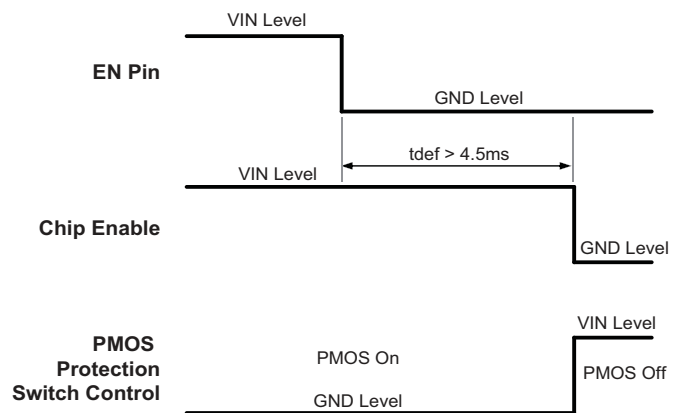 VIN Level
EN Pin
GND Level
tdef > 4.5ms
VIN Level
Chip Enable
GND Level
VIN Level
PMOS
Protection
Switch Control
PMOS On
PMOS Off
GND Level